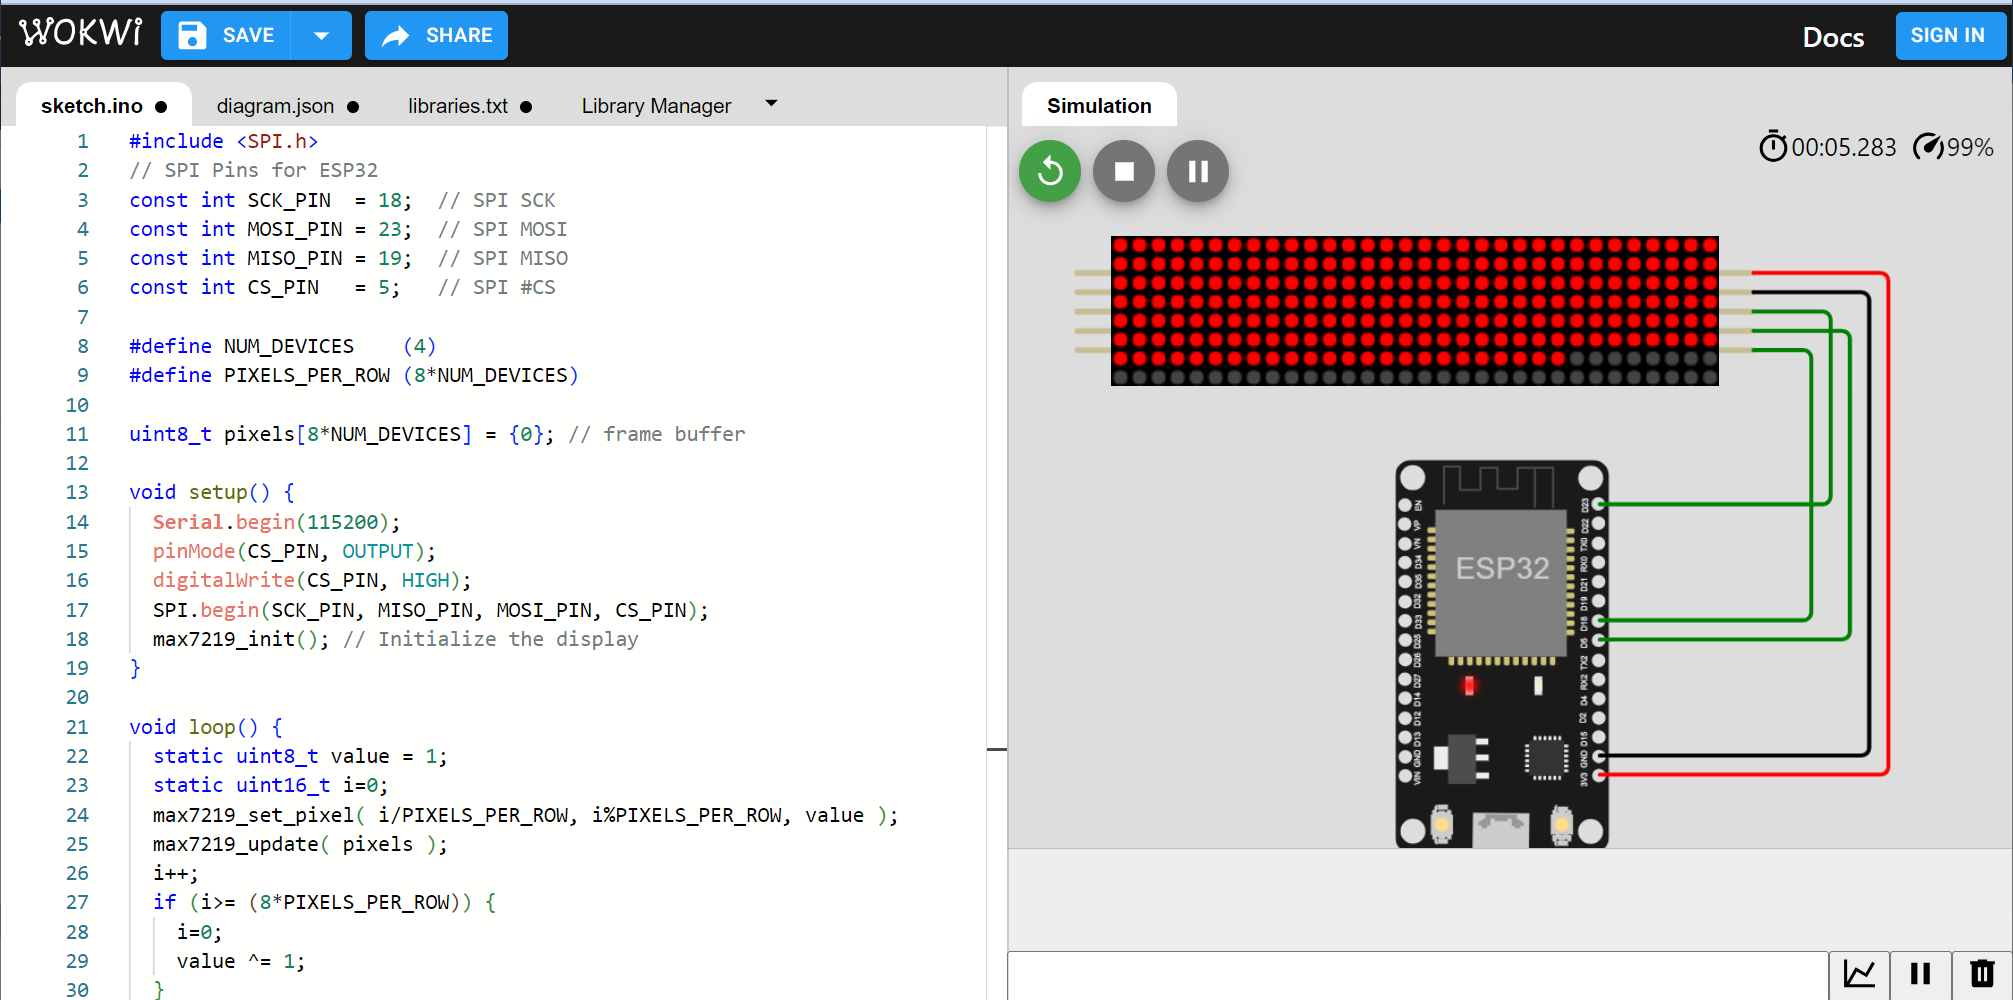 WOKWi SAVE SHARE Docs SIGN IN
sketch.ino ● diagram.json ● libraries.txt ● Library Manager
Simulation
00:05.283 99%
1 #include <SPI.h>
2 // SPI Pins for ESP32
3 const int SCK_PIN  = 18;  // SPI SCK
4 const int MOSI_PIN = 23;  // SPI MOSI
5 const int MISO_PIN = 19;  // SPI MISO
6 const int CS_PIN   = 5;   // SPI #CS
7
8 #define NUM_DEVICES    (4)
9 #define PIXELS_PER_ROW (8*NUM_DEVICES)
10
11 uint8_t pixels[8*NUM_DEVICES] = {0}; // frame buffer
12
13 void setup() {
14   Serial.begin(115200);
15   pinMode(CS_PIN, OUTPUT);
16   digitalWrite(CS_PIN, HIGH);
17   SPI.begin(SCK_PIN, MISO_PIN, MOSI_PIN, CS_PIN);
18   max7219_init(); // Initialize the display
19 }
20
21 void loop() {
22   static uint8_t value = 1;
23   static uint16_t i=0;
24   max7219_set_pixel( i/PIXELS_PER_ROW, i%PIXELS_PER_ROW, value );
25   max7219_update( pixels );
26   i++;
27   if (i>= (8*PIXELS_PER_ROW)) {
28     i=0;
29     value ^= 1;
30   }
ESP32
EN
VP
VN
D34
D35
D32
D33
D25
D26
D27
D14
D12
D13
GND
VIN
D23
D22
TX0
RX0
D21
D19
D18
D5
TX2
RX2
D4
D2
D15
GND
3V3